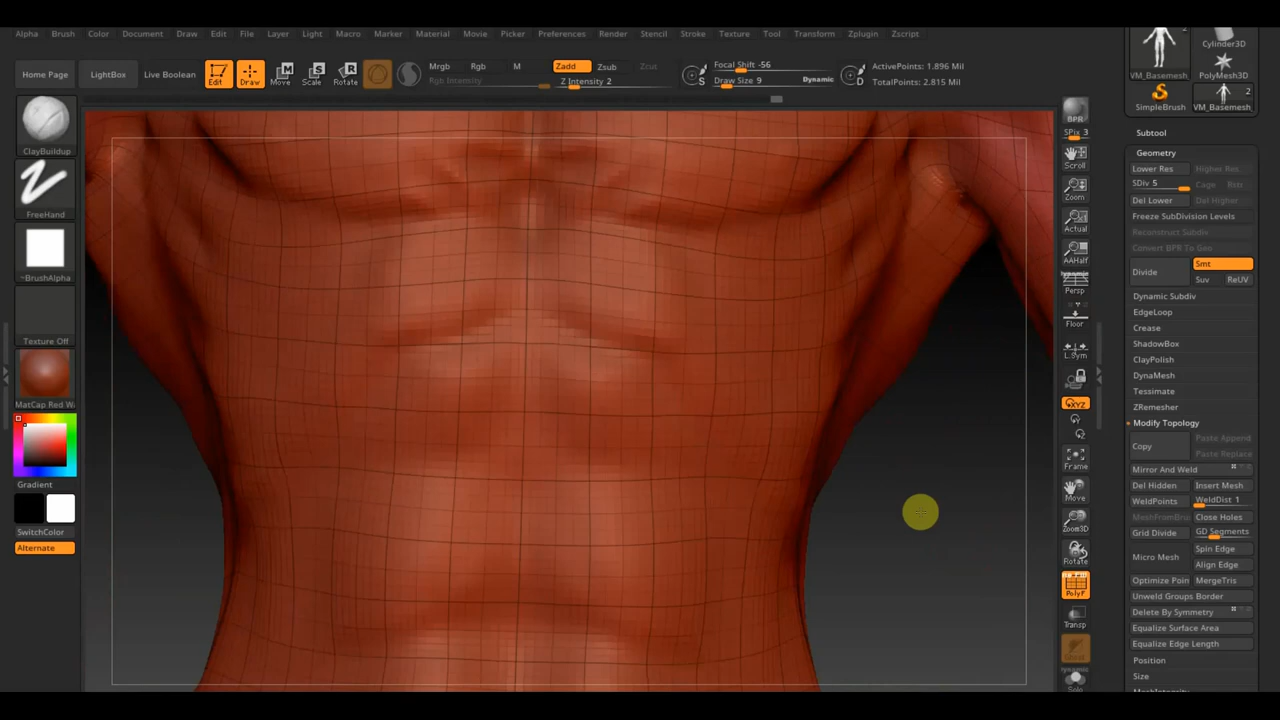 Alpha Brush Color Document Draw Edit File Layer Light Macro Marker Material Movie Picker Preferences Render Stencil Stroke Texture Tool Transform Zplugin Zscript
Home Page
LightBox
Live Boolean
Edit
Draw
Move
Scale
Rotate
Mrgb Rgb M
Rgb Intensity
Zadd Zsub Zcut
Z Intensity 2
S
Focal Shift -56
Draw Size 9 Dynamic
D
ActivePoints: 1.896 Mil
TotalPoints: 2.815 Mil
ClayBuildup
FreeHand
~BrushAlpha
Texture Off
MatCap Red W
Gradient
SwitchColor
Alternate
BPR
SPix 3
Scroll
Zoom
Actual
AAHalf
Dynamic
Persp
Floor
L.Sym
XYZ
Y
Z
Frame
Move
Zoom3D
Rotate
PolyF
Transp
Dynamic
Solo
2
VM_Basemesh
Cylinder3D
PolyMesh3D
SimpleBrush
2
VM_Basemesh
Subtool
Geometry
Lower Res Higher Res
SDiv 5 Cage Rstr
Del Lower Del Higher
Freeze SubDivision Levels
Reconstruct Subdiv
Convert BPR To Geo
Divide
Smt
Suv ReUV
Dynamic Subdiv
EdgeLoop
Crease
ShadowBox
ClayPolish
DynaMesh
Tessimate
ZRemesher
Modify Topology
Copy
Paste Append
Paste Replace
Mirror And Weld
Del Hidden Insert Mesh
WeldPoints WeldDist 1
MeshFromBru Close Holes
Grid Divide GD Segments
Micro Mesh
Spin Edge
Align Edge
Optimize Poin MergeTris
Unweld Groups Border
Delete By Symmetry
Equalize Surface Area
Equalize Edge Length
Position
Size
MeshIntegrity